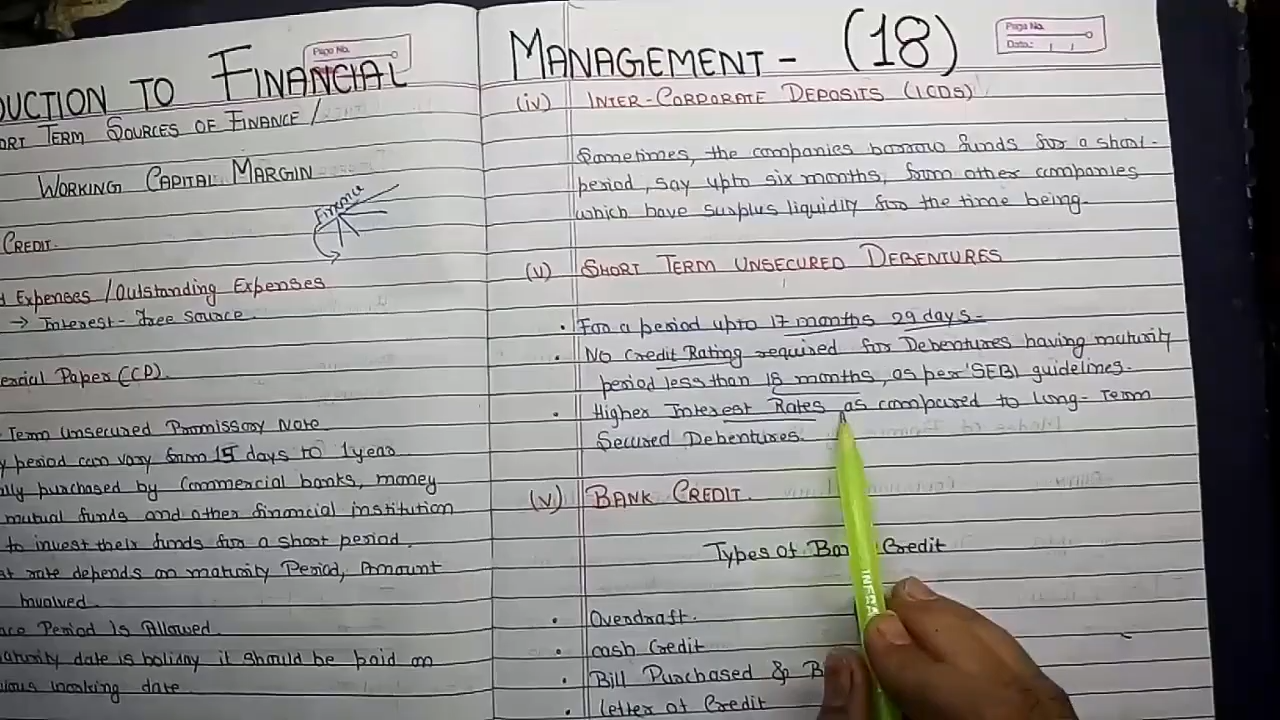 DUCTION TO FINANCIAL
Page No.
ORT TERM SOURCES OF FINANCE /
WORKING CAPITAL MARGIN
Finance
CREDIT.
d Expenses / Outstanding Expenses
→ Interest - Free Source.
ercial Paper (CP).
- Term Unsecured Promissory Note
y period can vary from 15 days to 1 year
ally purchased by Commercial banks, money
mutual funds and other financial institution
to invest their funds for a short period.
st rate depends on maturity Period, Amount
Involved.
ace Period Is Allowed.
aturity date is holiday it should be paid on
ious working date
MANAGEMENT - (18)
Page No.
Date: / /
(iv) INTER-CORPORATE DEPOSITS (ICDS)
Sometimes, the companies borrow funds for a short-
period, say upto six months, from other companies
which have surplus liquidity for the time being.
(v) SHORT TERM UNSECURED DEBENTURES
• For a period upto 17 months 29 days.
• No Credit Rating required for Debentures having maturity
period less than 18 months, as per SEBI guidelines.
• Higher Interest Rates as compared to long-Term
Secured Debentures.
(v) BANK CREDIT.
Types of Ba Credit
• Overdraft.
• Cash Credit
• Bill Purchased & B
• Letter of Credit
INFRA